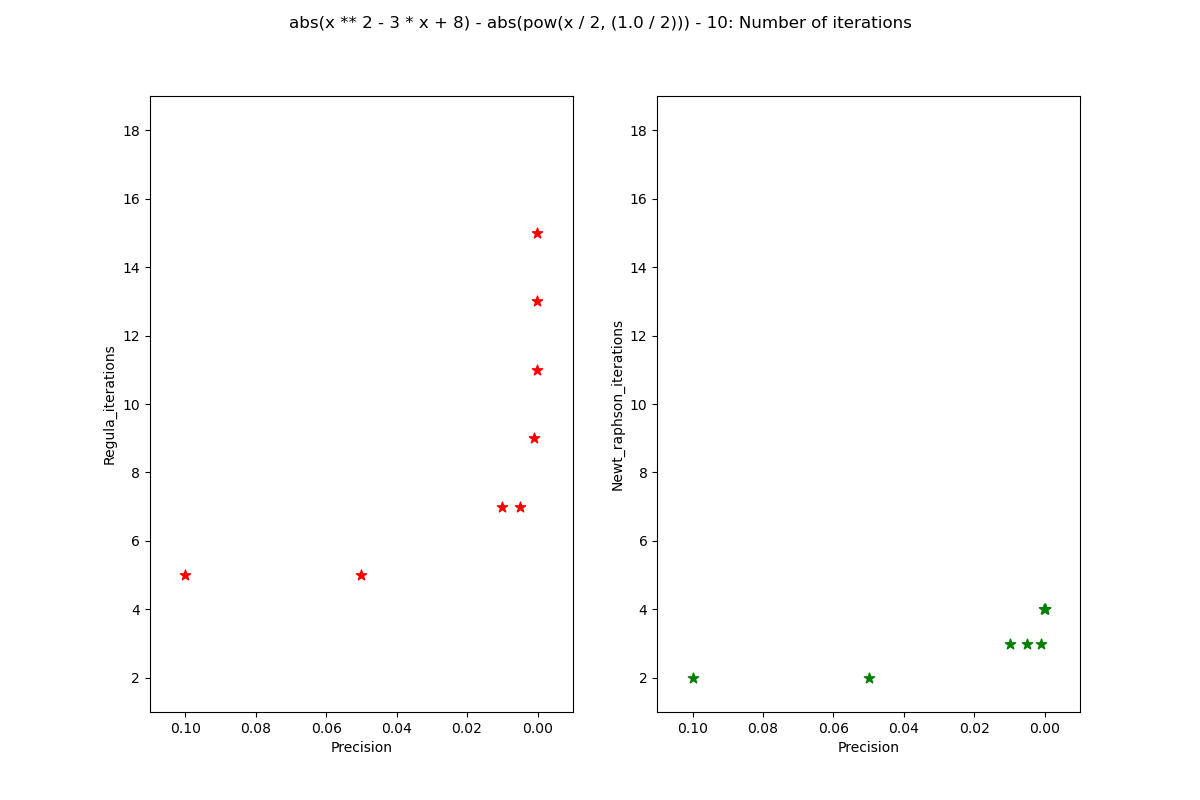 abs(x ** 2 - 3 * x + 8) - abs(pow(x / 2, (1.0 / 2))) - 10: Number of iterations
18
16
14
12
10
8
6
4
2
Regula_iterations
0.10 0.08 0.06 0.04 0.02 0.00
Precision
18
16
14
12
10
8
6
4
2
Newt_raphson_iterations
0.10 0.08 0.06 0.04 0.02 0.00
Precision